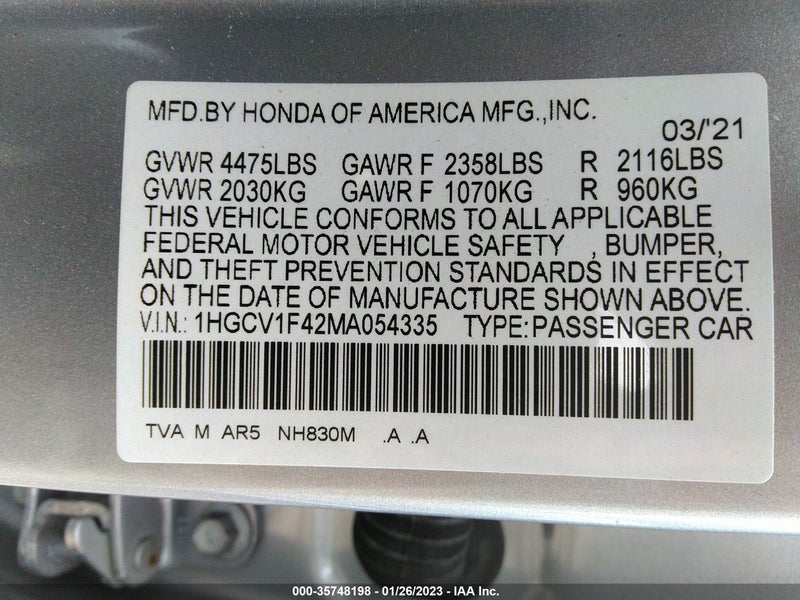 MFD.BY HONDA OF AMERICA MFG.,INC.
03/'21
GVWR 4475LBS GAWR F 2358LBS R 2116LBS
GVWR 2030KG GAWR F 1070KG R 960KG
THIS VEHICLE CONFORMS TO ALL APPLICABLE
FEDERAL MOTOR VEHICLE SAFETY , BUMPER,
AND THEFT PREVENTION STANDARDS IN EFFECT
ON THE DATE OF MANUFACTURE SHOWN ABOVE.
V.I.N.: 1HGCV1F42MA054335 TYPE:PASSENGER CAR
TVA M AR5 NH830M .A .A
000-35748198 - 01/26/2023 - IAA Inc.